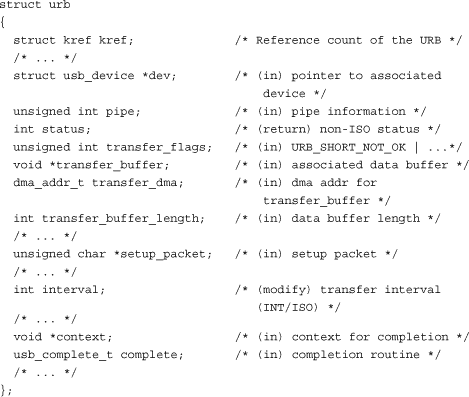 struct urb
{
  struct kref kref;              /* Reference count of the URB */
  /* ... */
  struct usb_device *dev;        /* (in) pointer to associated
                                     device */
  unsigned int pipe;             /* (in) pipe information */
  int status;                    /* (return) non-ISO status */
  unsigned int transfer_flags;   /* (in) URB_SHORT_NOT_OK | ...*/
  void *transfer_buffer;         /* (in) associated data buffer */
  dma_addr_t transfer_dma;       /* (in) dma addr for
                                     transfer_buffer */
  int transfer_buffer_length;    /* (in) data buffer length */
  /* ... */
  unsigned char *setup_packet;   /* (in) setup packet */
  /* ... */
  int interval;                  /* (modify) transfer interval
                                    (INT/ISO) */
  /* ... */
  void *context;                 /* (in) context for completion */
  usb_complete_t complete;       /* (in) completion routine */
  /* ... */
};